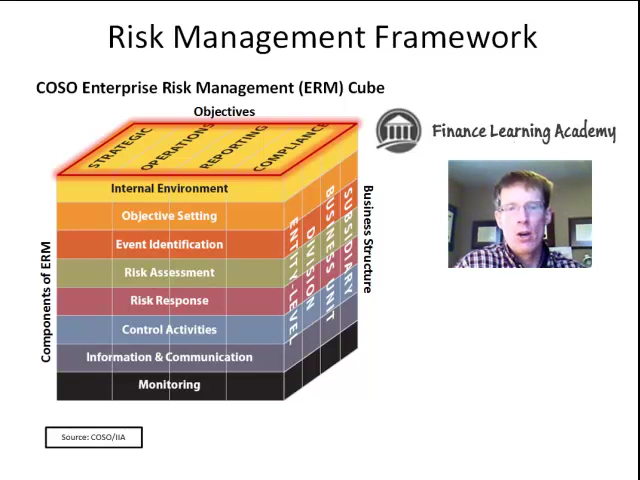 Risk Management Framework
COSO Enterprise Risk Management (ERM) Cube
Objectives
STRATEGIC
OPERATIONS
REPORTING
COMPLIANCE
Finance Learning Academy
Internal Environment
Objective Setting
Event Identification
Risk Assessment
Risk Response
Control Activities
Information & Communication
Monitoring
Components of ERM
ENTITY-LEVEL
DIVISION
BUSINESS UNIT
SUBSIDIARY
Business Structure
Source: COSO/IIA